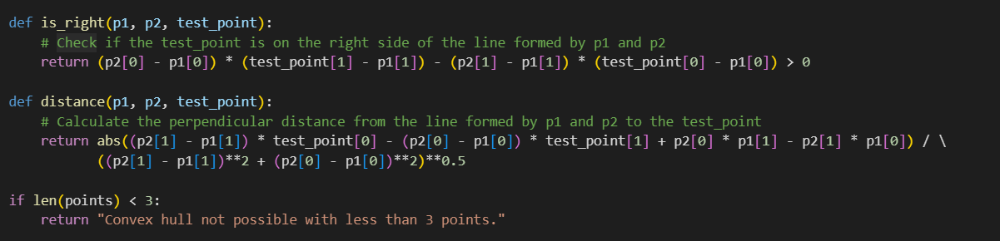 def is_right(p1, p2, test_point):
    # Check if the test_point is on the right side of the line formed by p1 and p2
    return (p2[0] - p1[0]) * (test_point[1] - p1[1]) - (p2[1] - p1[1]) * (test_point[0] - p1[0]) > 0
def distance(p1, p2, test_point):
    # Calculate the perpendicular distance from the line formed by p1 and p2 to the test_point
    return abs((p2[1] - p1[1]) * test_point[0] - (p2[0] - p1[0]) * test_point[1] + p2[0] * p1[1] - p2[1] * p1[0]) / \
           ((p2[1] - p1[1])**2 + (p2[0] - p1[0])**2)**0.5
if len(points) < 3:
    return "Convex hull not possible with less than 3 points."